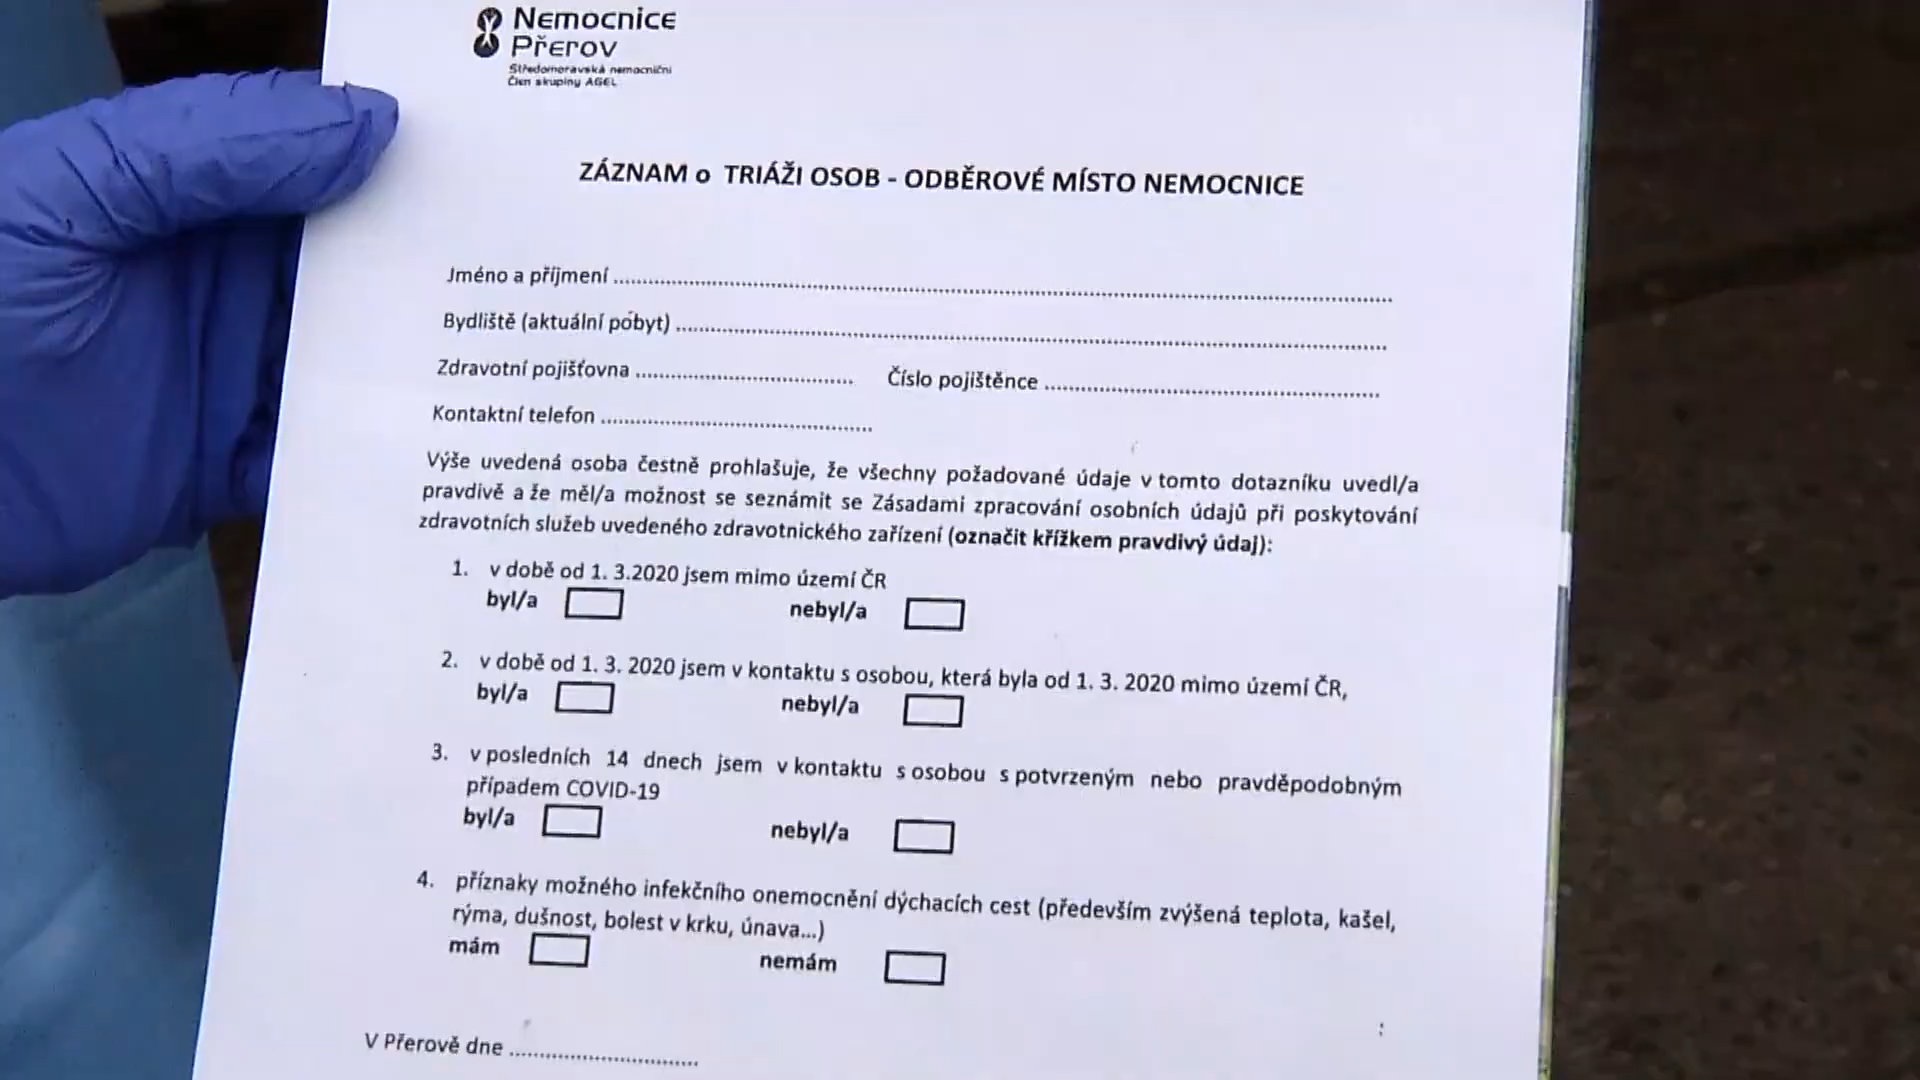 Nemocnice
Přerov
Středomoravská nemocniční
Člen skupiny AGEL
ZÁZNAM o TRIÁŽI OSOB - ODBĚROVÉ MÍSTO NEMOCNICE
Jméno a příjmení ..............................................................................................................................
Bydliště (aktuální pobyt) ..................................................................................................................
Zdravotní pojišťovna ................................... Číslo pojištěnce ......................................................
Kontaktní telefon ............................................
Výše uvedená osoba čestně prohlašuje, že všechny požadované údaje v tomto dotazníku uvedl/a
pravdivě a že měl/a možnost se seznámit se Zásadami zpracování osobních údajů při poskytování
zdravotních služeb uvedeného zdravotnického zařízení (označit křížkem pravdivý údaj):
1. v době od 1. 3.2020 jsem mimo území ČR
byl/a nebyl/a
2. v době od 1. 3. 2020 jsem v kontaktu s osobou, která byla od 1. 3. 2020 mimo území ČR,
byl/a nebyl/a
3. v posledních 14 dnech jsem v kontaktu s osobou s potvrzeným nebo pravděpodobným
případem COVID-19
byl/a nebyl/a
4. příznaky možného infekčního onemocnění dýchacích cest (především zvýšená teplota, kašel,
rýma, dušnost, bolest v krku, únava...)
mám nemám
V Přerově dne ..............................